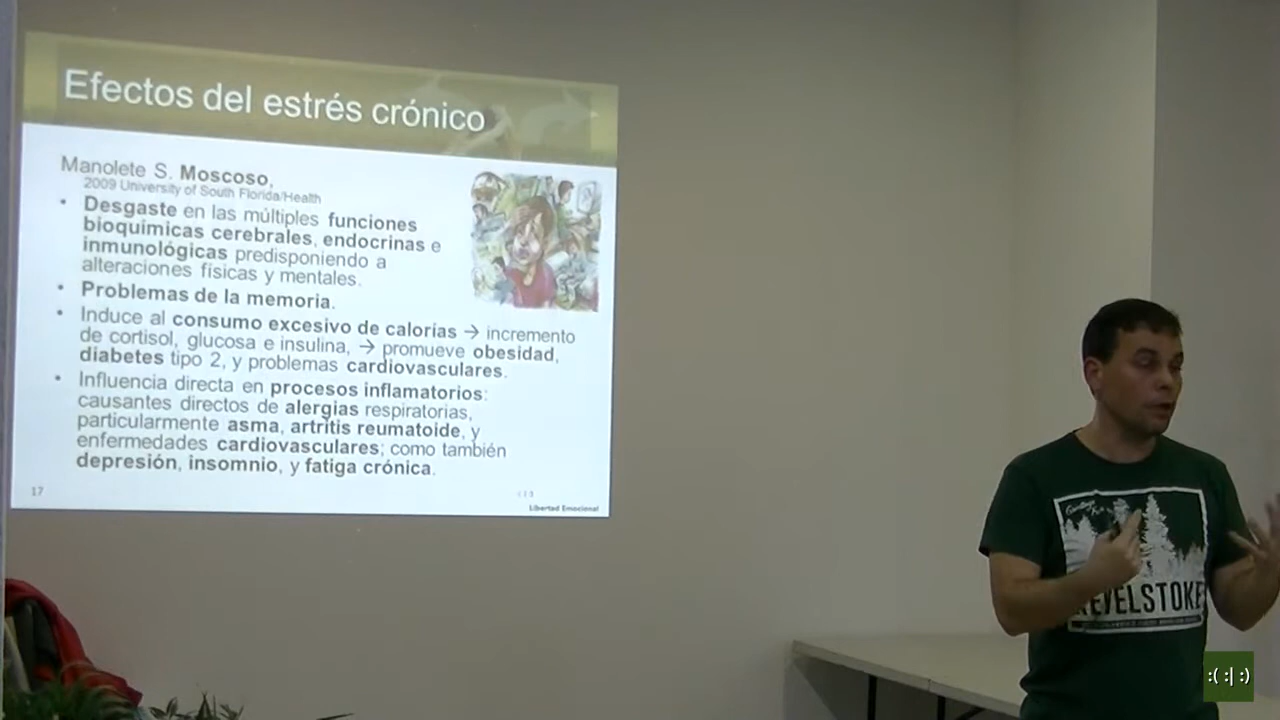 Efectos del estrés crónico
Manolete S. Moscoso,
2009 University of South Florida/Health
• Desgaste en las múltiples funciones
bioquímicas cerebrales, endocrinas e
inmunológicas predisponiendo a
alteraciones físicas y mentales.
• Problemas de la memoria.
• Induce al consumo excesivo de calorías → incremento
de cortisol, glucosa e insulina, → promueve obesidad,
diabetes tipo 2, y problemas cardiovasculares.
• Influencia directa en procesos inflamatorios:
causantes directos de alergias respiratorias,
particularmente asma, artritis reumatoide, y
enfermedades cardiovasculares; como también
depresión, insomnio, y fatiga crónica.
17
Libertad Emocional
REVELSTOKE
:( :| :)